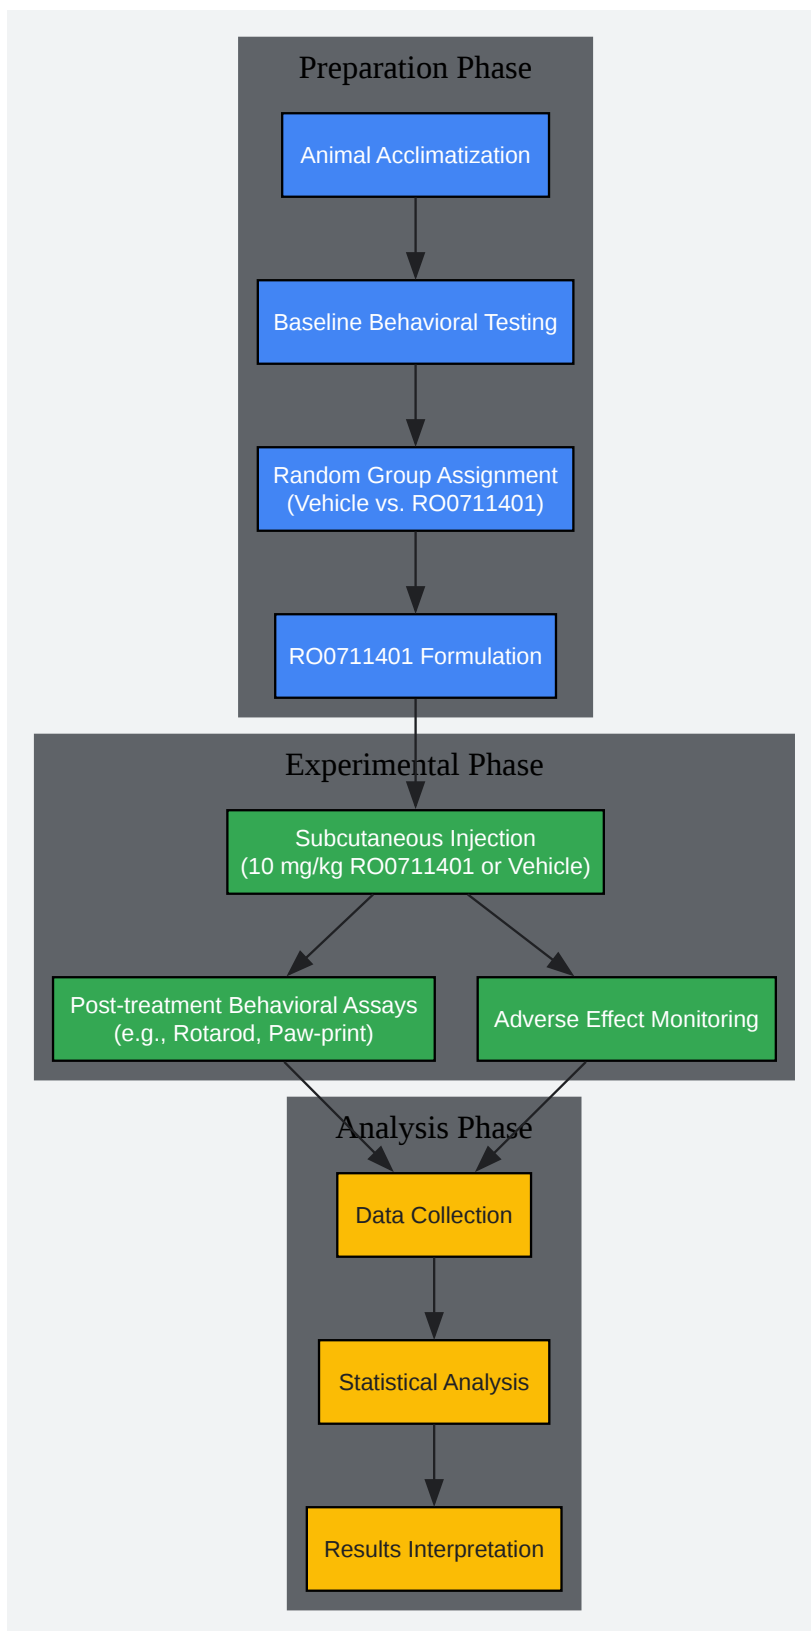 Preparation Phase
Animal Acclimatization
Baseline Behavioral Testing
Random Group Assignment
(Vehicle vs. RO0711401)
RO0711401 Formulation
Experimental Phase
Subcutaneous Injection
(10 mg/kg RO0711401 or Vehicle)
Post-treatment Behavioral Assays
(e.g., Rotarod, Paw-print)
Adverse Effect Monitoring
Analysis Phase
Data Collection
Statistical Analysis
Results Interpretation